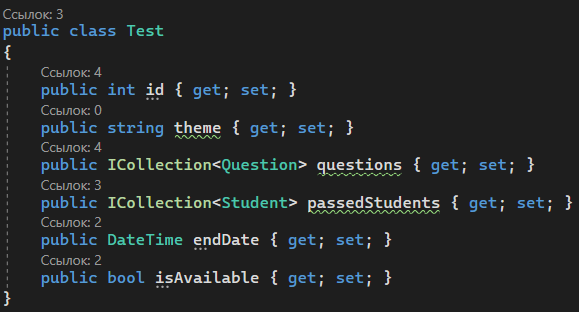 Ссылок: 3
public class Test
{
Ссылок: 4
public int id { get; set; }
Ссылок: 0
public string theme { get; set; }
Ссылок: 4
public ICollection<Question> questions { get; set; }
Ссылок: 3
public ICollection<Student> passedStudents { get; set; }
Ссылок: 2
public DateTime endDate { get; set; }
Ссылок: 2
public bool isAvailable { get; set; }
}